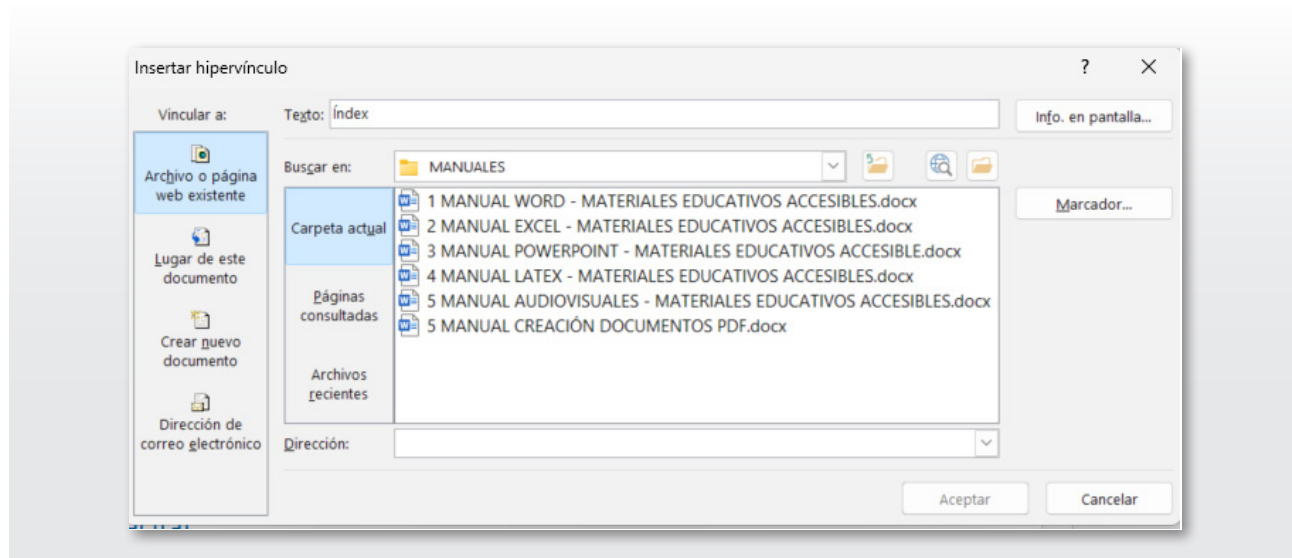 Insertar hipervínculo
?
Vincular a:
Texto: Índex
Info. en pantalla...
Archivo o página
web existente
Buscar en:
MANUALES
Carpeta actual
1 MANUAL WORD - MATERIALES EDUCATIVOS ACCESIBLES.docx
2 MANUAL EXCEL - MATERIALES EDUCATIVOS ACCESIBLES.docx
3 MANUAL POWERPOINT - MATERIALES EDUCATIVOS ACCESIBLE.docx
4 MANUAL LATEX - MATERIALES EDUCATIVOS ACCESIBLES.docx
5 MANUAL AUDIOVISUALES - MATERIALES EDUCATIVOS ACCESIBLES.docx
5 MANUAL CREACIÓN DOCUMENTOS PDF.docx
Marcador...
Lugar de este
documento
Páginas
consultadas
Crear nuevo
documento
Archivos
recientes
Dirección de
correo electrónico
Dirección:
Aceptar
Cancelar